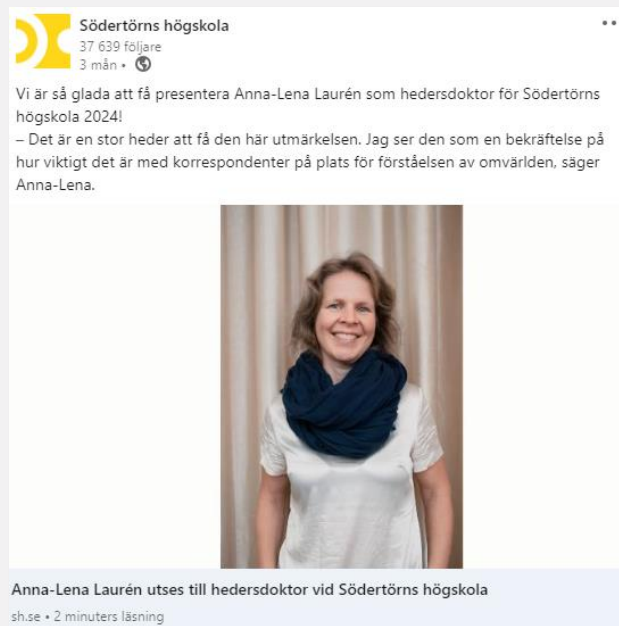 Södertörns högskola
37 639 följare
3 mån •
Vi är så glada att få presentera Anna-Lena Laurén som hedersdoktor för Södertörns
högskola 2024!
– Det är en stor heder att få den här utmärkelsen. Jag ser den som en bekräftelse på
hur viktigt det är med korrespondenter på plats för förståelsen av omvärlden, säger
Anna-Lena.
Anna-Lena Laurén utses till hedersdoktor vid Södertörns högskola
sh.se • 2 minuters läsning